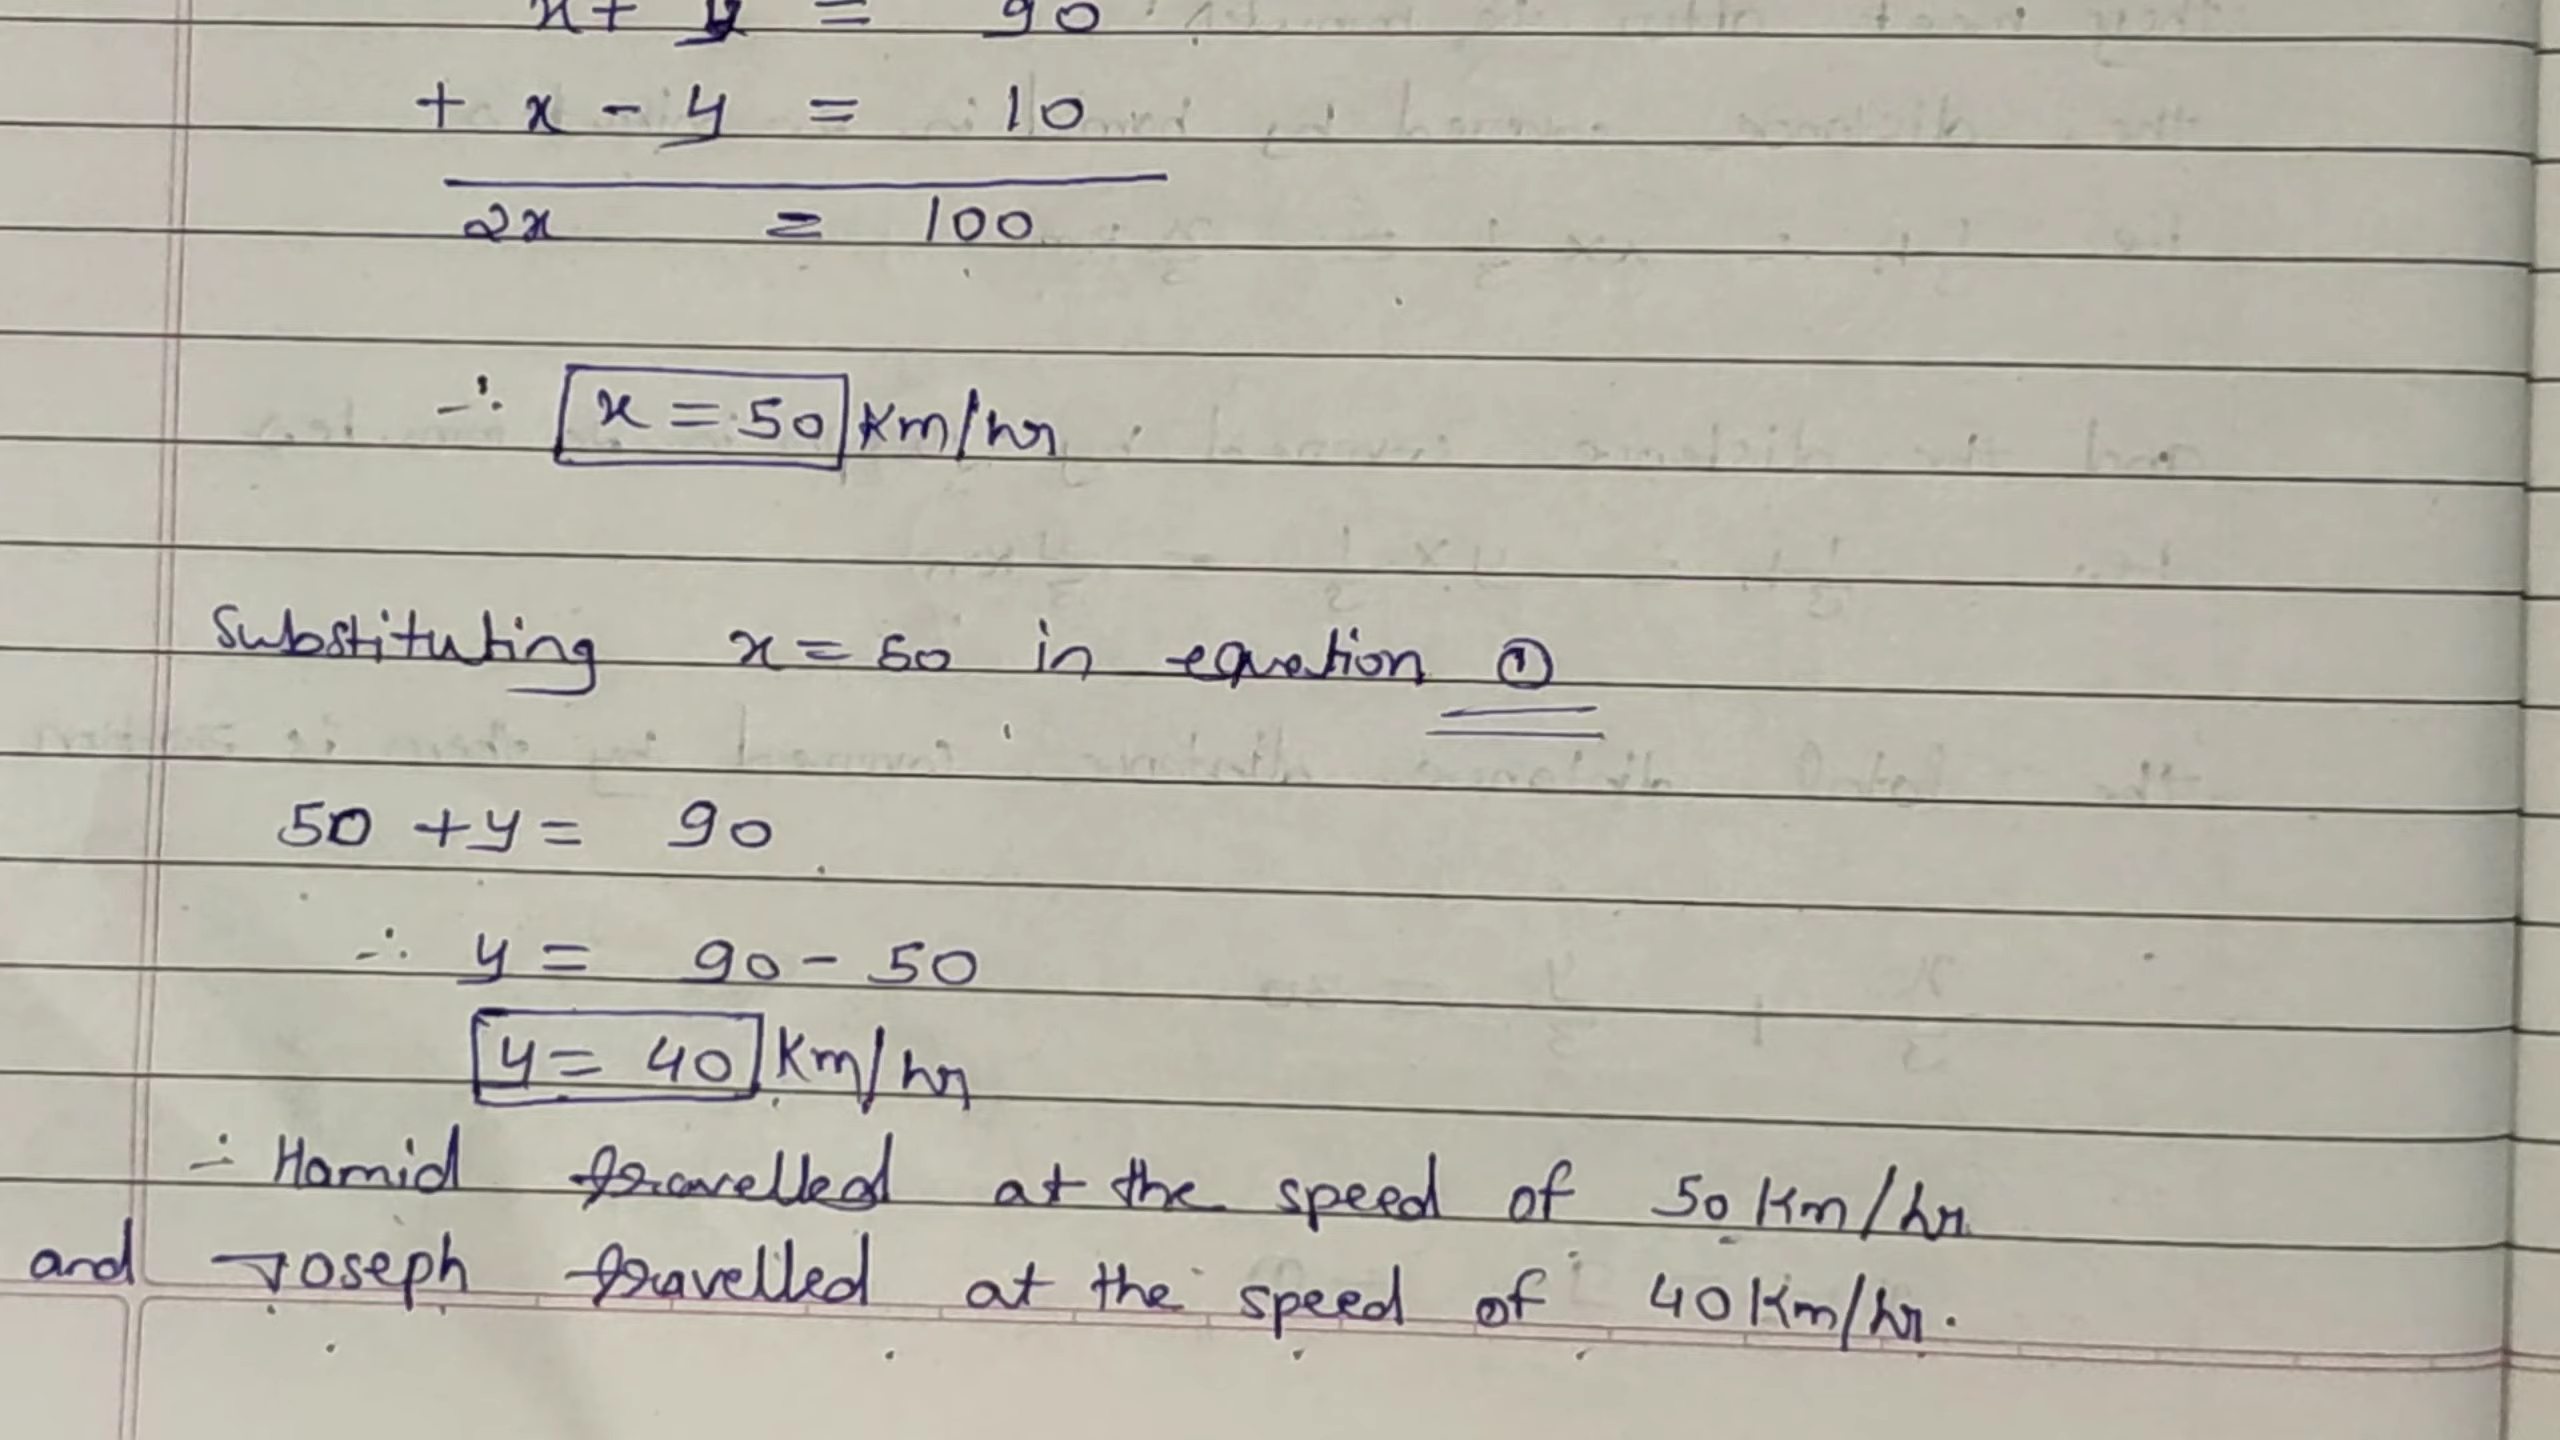 x + y = 90
+ x - y = 10
2x = 100
∴ x = 50 km/hr
Substituting x = 50 in equation ①
50 + y = 90
∴ y = 90 - 50
y = 40 km/hr
∴ Hamid travelled at the speed of 50 km/hr
and Joseph travelled at the speed of 40 km/hr.